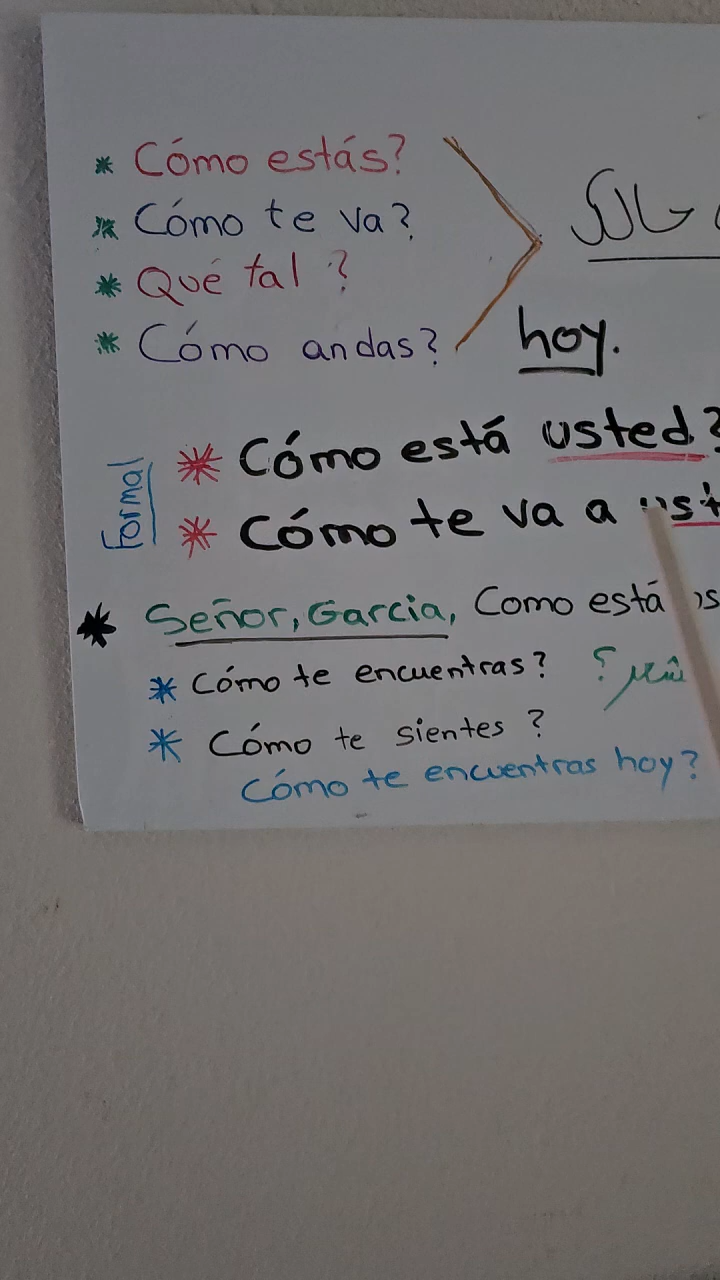 * Cómo estás?
* Cómo te va?
* Qué tal ?
* Cómo andas?
hoy.
Formal
* Cómo está usted?
* Cómo te va a
* Señor, Garcia, Como está
* Cómo te encuentras?
* Cómo te sientes ?
Cómo te encuentras hoy?